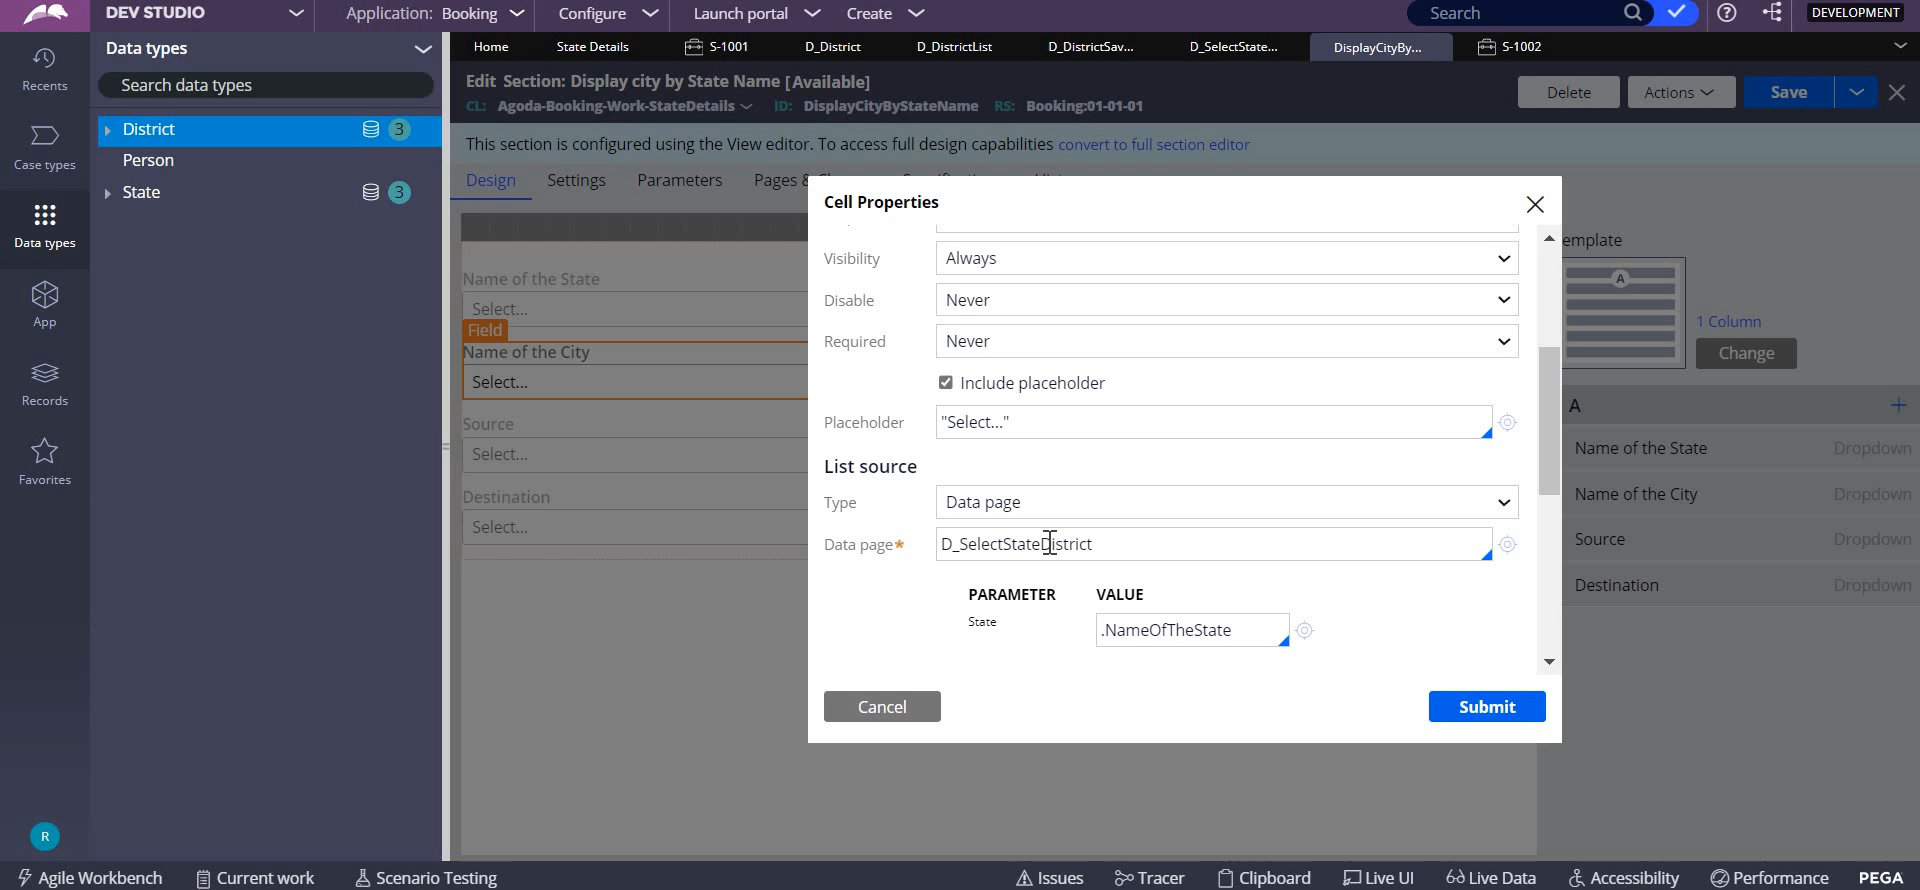 DEV STUDIO
Application: Booking
Configure
Launch portal
Create
Search
DEVELOPMENT
Recents
Case types
Data types
App
Records
Favorites
R
Data types
Search data types
District 3
Person
State 3
Home
State Details
S-1001
D_District
D_DistrictList
D_DistrictSav...
D_SelectState...
DisplayCityBy...
S-1002
Edit Section: Display city by State Name [Available]
CL: Agoda-Booking-Work-StateDetails ID: DisplayCityByStateName RS: Booking:01-01-01
Delete
Actions
Save
This section is configured using the View editor. To access full design capabilities convert to full section editor
Design
Settings
Parameters
Pages &
Name of the State
Select...
Field
Name of the City
Select...
Source
Select...
Destination
Select...
Cell Properties
Visibility Always
Disable Never
Required Never
Include placeholder
Placeholder "Select..."
List source
Type Data page
Data page* D_SelectStateDistrict
PARAMETER VALUE
State .NameOfTheState
Cancel
Submit
emplate
A
1 Column
Change
A
Name of the State Dropdown
Name of the City Dropdown
Source Dropdown
Destination Dropdown
Agile Workbench
Current work
Scenario Testing
Issues
Tracer
Clipboard
Live UI
Live Data
Accessibility
Performance
PEGA